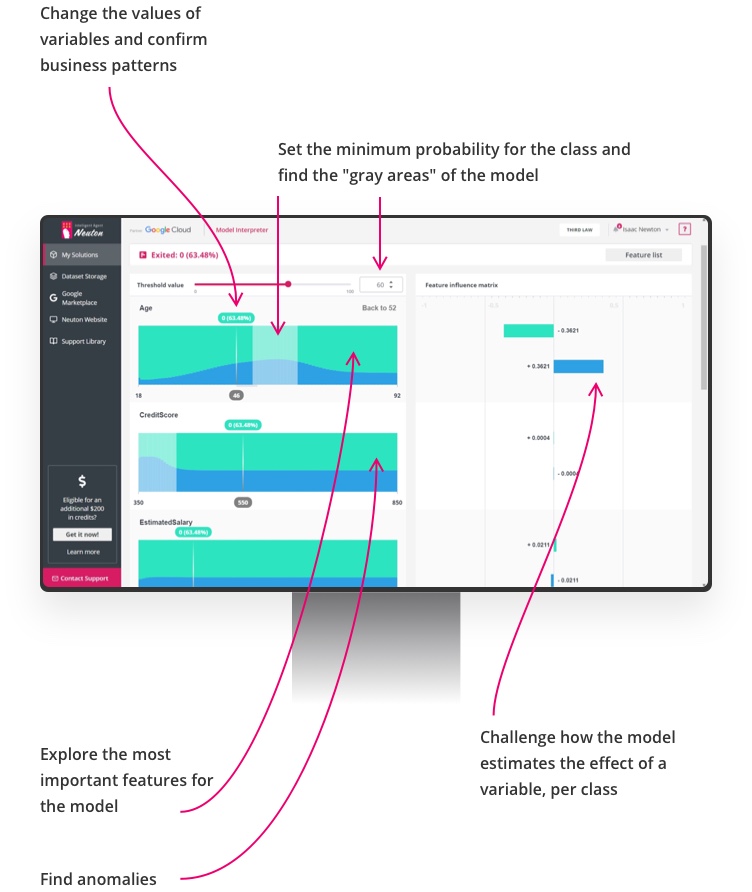 Change the values of
variables and confirm
business patterns
Set the minimum probability for the class and
find the "gray areas" of the model
Intelligent Agent
Neuton
Google Cloud
Model Interpreter
THIRD LAW
Isaac Newton
?
My Solutions
Exited: 0 (63.48%)
Feature list
Dataset Storage
Google
Marketplace
Neuton Website
Support Library
Threshold value
0
100
60
Feature influence matrix
-1
-0.5
0.5
1
Age
Back to 52
0 (63.48%)
- 0.3621
+ 0.3621
18
46
92
CreditScore
0 (63.48%)
+ 0.0004
- 0.0004
350
550
850
EstimatedSalary
0 (63.48%)
+ 0.0211
- 0.0211
$
Eligible for an
additional $200
in credits?
Get it now!
Learn more
Contact Support
Explore the most
important features for
the model
Challenge how the model
estimates the effect of a
variable, per class
Find anomalies